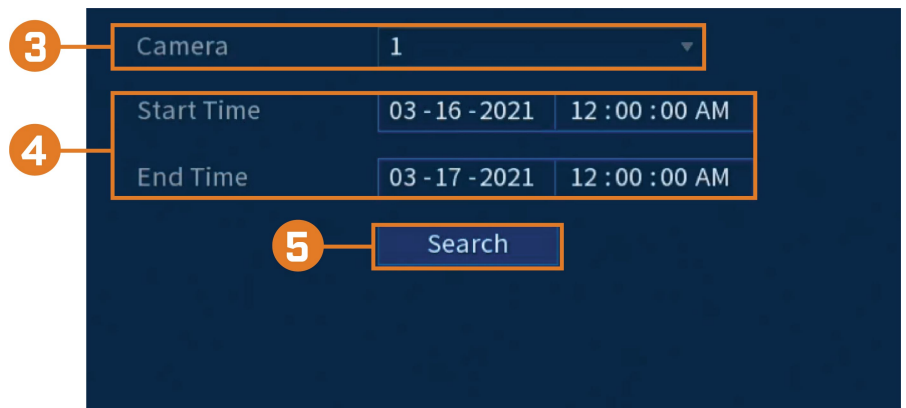 3 Camera 1
Start Time 03 -16 -2021 12 :00 :00 AM
4
End Time 03 -17 -2021 12 :00 :00 AM
5 Search